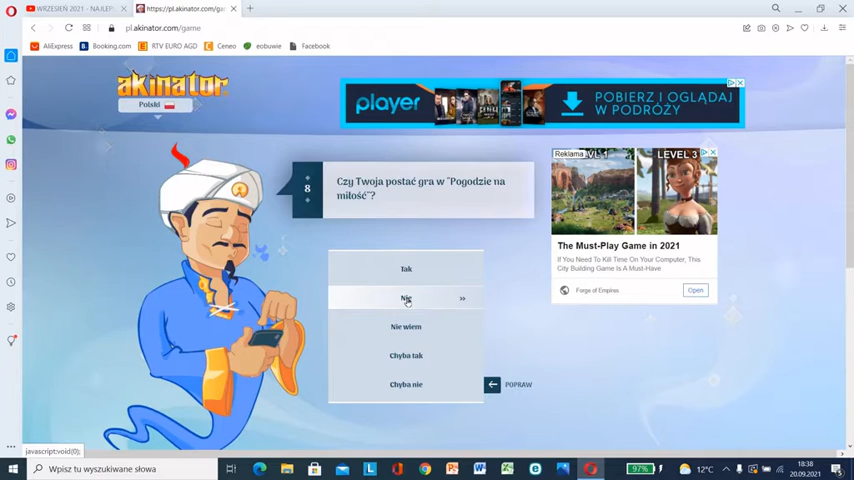 WRZESIEŃ 2021 - NAJLEP
https://pl.akinator.com/gam
pl.akinator.com/game
AliExpress
Booking.com
RTV EURO AGD
Ceneo
eobuwie
Facebook
akinator
Polski
player
POBIERZ I OGLĄDAJ
W PODRÓŻY
8
Czy Twoja postać gra w "Pogodzie na
miłość"?
Tak
Nie
Nie wiem
Chyba tak
Chyba nie
POPRAW
Reklama
LEVEL 3
The Must-Play Game in 2021
If You Need To Kill Time On Your Computer, This
City Building Game Is A Must-Have
Forge of Empires
Open
javascript:void(0);
Wpisz tu wyszukiwane słowa
97%
12°C
18:38
20.09.2021